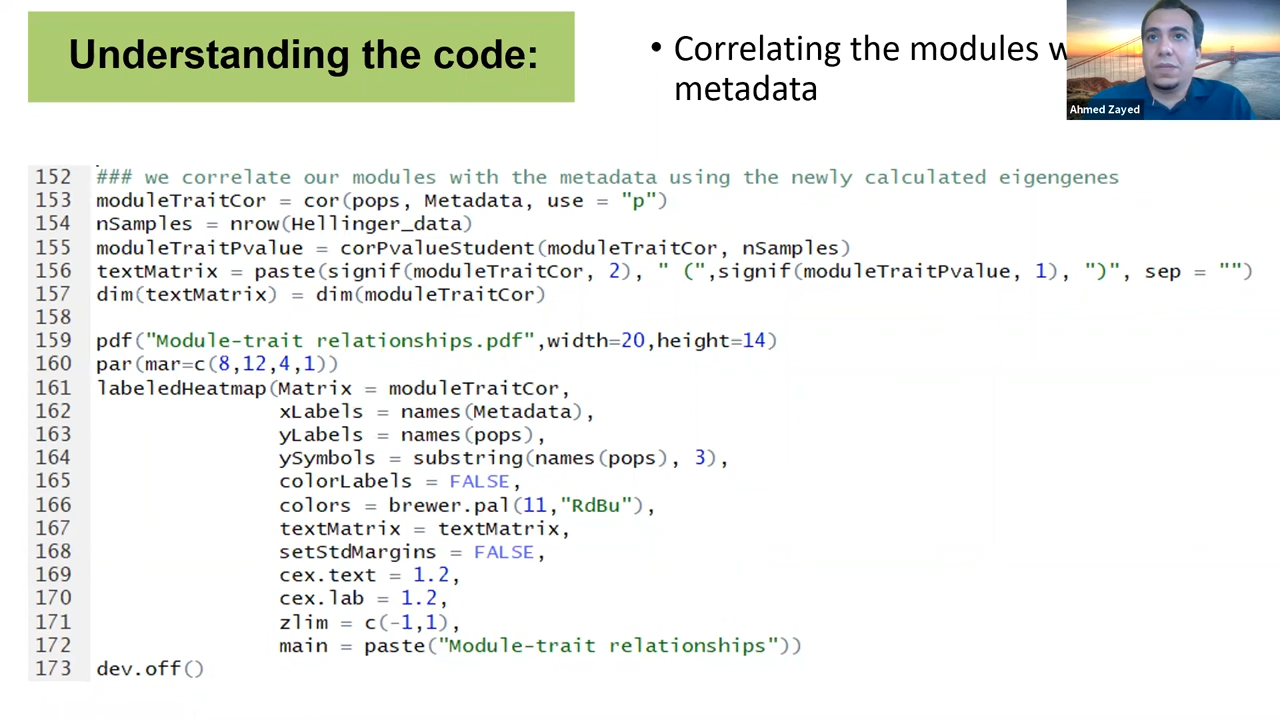 Understanding the code:
• Correlating the modules
metadata
Ahmed Zayed
152 ### we correlate our modules with the metadata using the newly calculated eigengenes
153 moduleTraitCor = cor(pops, Metadata, use = "p")
154 nSamples = nrow(Hellinger_data)
155 moduleTraitPvalue = corPvalueStudent(moduleTraitCor, nSamples)
156 textMatrix = paste(signif(moduleTraitCor, 2), " (",signif(moduleTraitPvalue, 1), ")", sep = "")
157 dim(textMatrix) = dim(moduleTraitCor)
158
159 pdf("Module-trait relationships.pdf",width=20,height=14)
160 par(mar=c(8,12,4,1))
161 labeledHeatmap(Matrix = moduleTraitCor,
162 xLabels = names(Metadata),
163 yLabels = names(pops),
164 ySymbols = substring(names(pops), 3),
165 colorLabels = FALSE,
166 colors = brewer.pal(11,"RdBu"),
167 textMatrix = textMatrix,
168 setStdMargins = FALSE,
169 cex.text = 1.2,
170 cex.lab = 1.2,
171 zlim = c(-1,1),
172 main = paste("Module-trait relationships"))
173 dev.off()